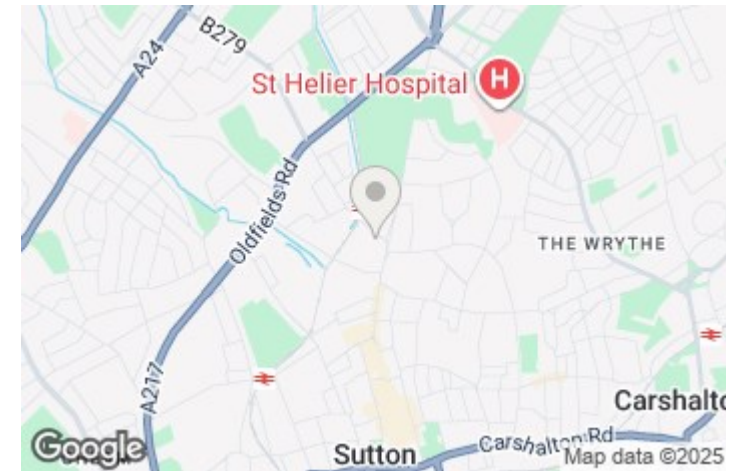 A24
B279
St Helier Hospital
H
Oldfields Rd
THE WRYTHE
A217
Carshalto
Sutton
Carshalton Rd
Google
Map data ©2025